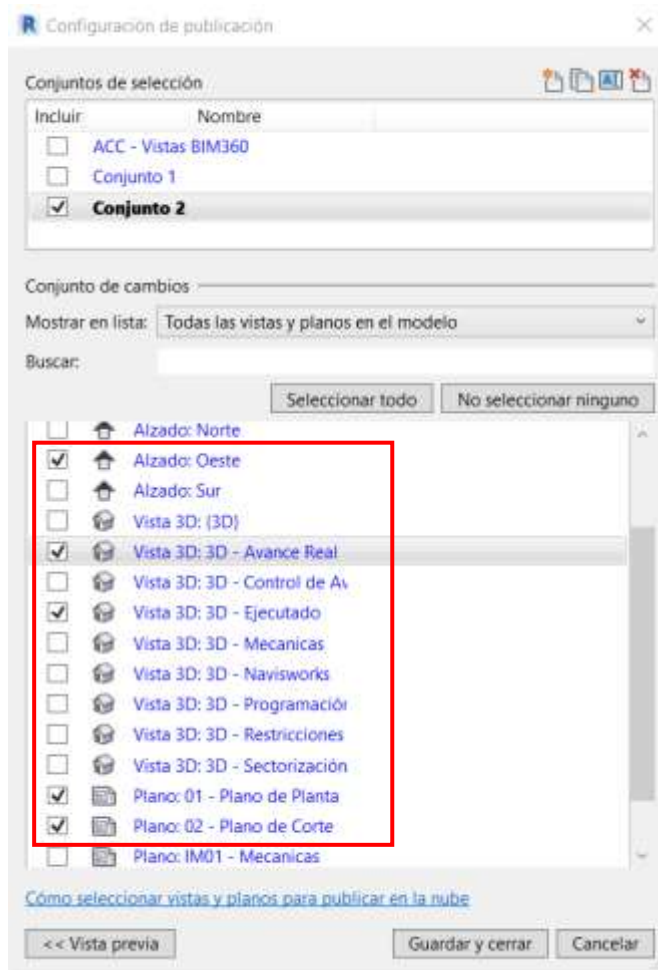 Configuración de publicación
Conjuntos de selección
Incluir Nombre
ACC - Vistas BIM360
Conjunto 1
Conjunto 2
Conjunto de cambios
Mostrar en lista: Todas las vistas y planos en el modelo
Buscar:
Seleccionar todo No seleccionar ninguno
Alzado: Norte
Alzado: Oeste
Alzado: Sur
Vista 3D: {3D}
Vista 3D: 3D - Avance Real
Vista 3D: 3D - Control de Av
Vista 3D: 3D - Ejecutado
Vista 3D: 3D - Mecanicas
Vista 3D: 3D - Navisworks
Vista 3D: 3D - Programación
Vista 3D: 3D - Restricciones
Vista 3D: 3D - Sectorización
Plano: 01 - Plano de Planta
Plano: 02 - Plano de Corte
Plano: IM01 - Mecanicas
Cómo seleccionar vistas y planos para publicar en la nube
<< Vista previa Guardar y cerrar Cancelar